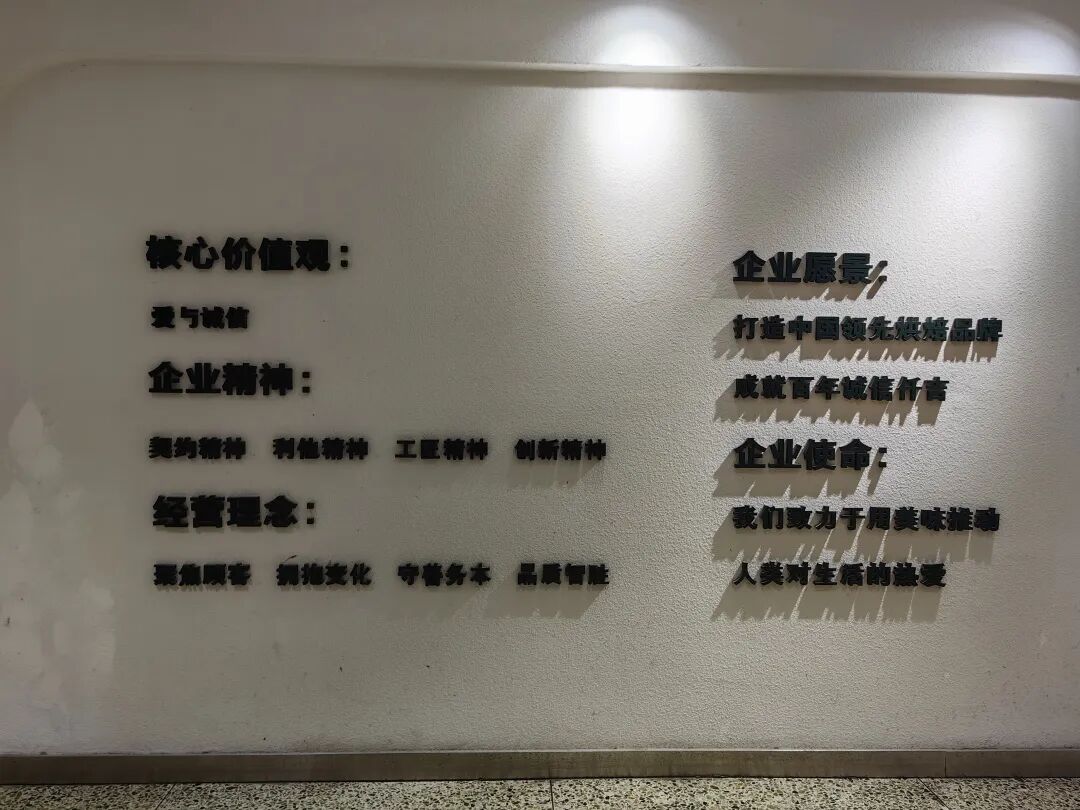 核心价值观：
爱与诚信
企业精神：
契约精神 利他精神 工匠精神 创新精神
经营理念：
聚焦顾客 拥抱变化 守善务本 品质智胜
企业愿景：
打造中国领先烘焙品牌
成就百年诚信仟吉
企业使命：
我们致力于用美味推动
人类对生活的热爱